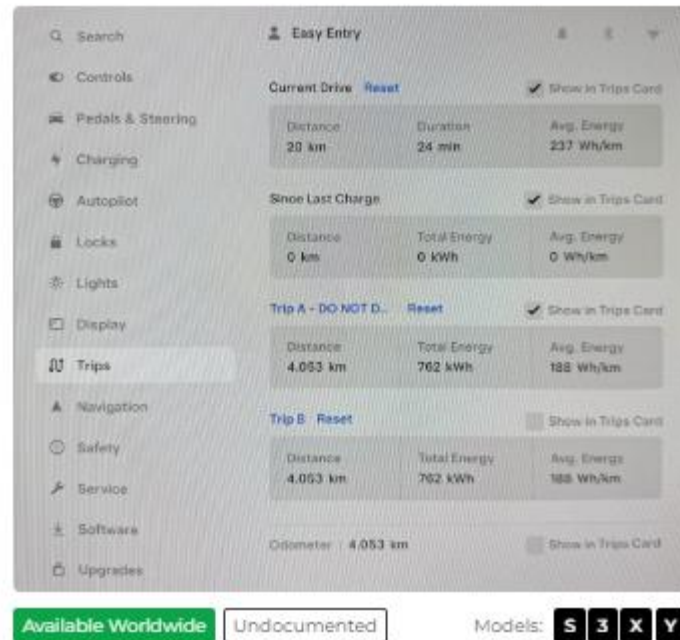 Search
Easy Entry
Controls
Current Drive Reset
Show in Trips Card
Pedals & Steering
Distance Duration Avg. Energy
20 km 24 min 237 Wh/km
Charging
Autopilot
Since Last Charge
Show in Trips Card
Locks
Distance Total Energy Avg. Energy
0 km 0 kWh 0 Wh/km
Lights
Trip A - DO NOT D... Reset
Show in Trips Card
Display
Distance Total Energy Avg. Energy
4.053 km 762 kWh 188 Wh/km
Trips
Navigation
Trip B Reset
Show in Trips Card
Safety
Distance Total Energy Avg. Energy
4.053 km 762 kWh 188 Wh/km
Service
Software
Odometer : 4.053 km
Show in Trips Card
Upgrades
Available Worldwide
Undocumented
Models: S 3 X Y